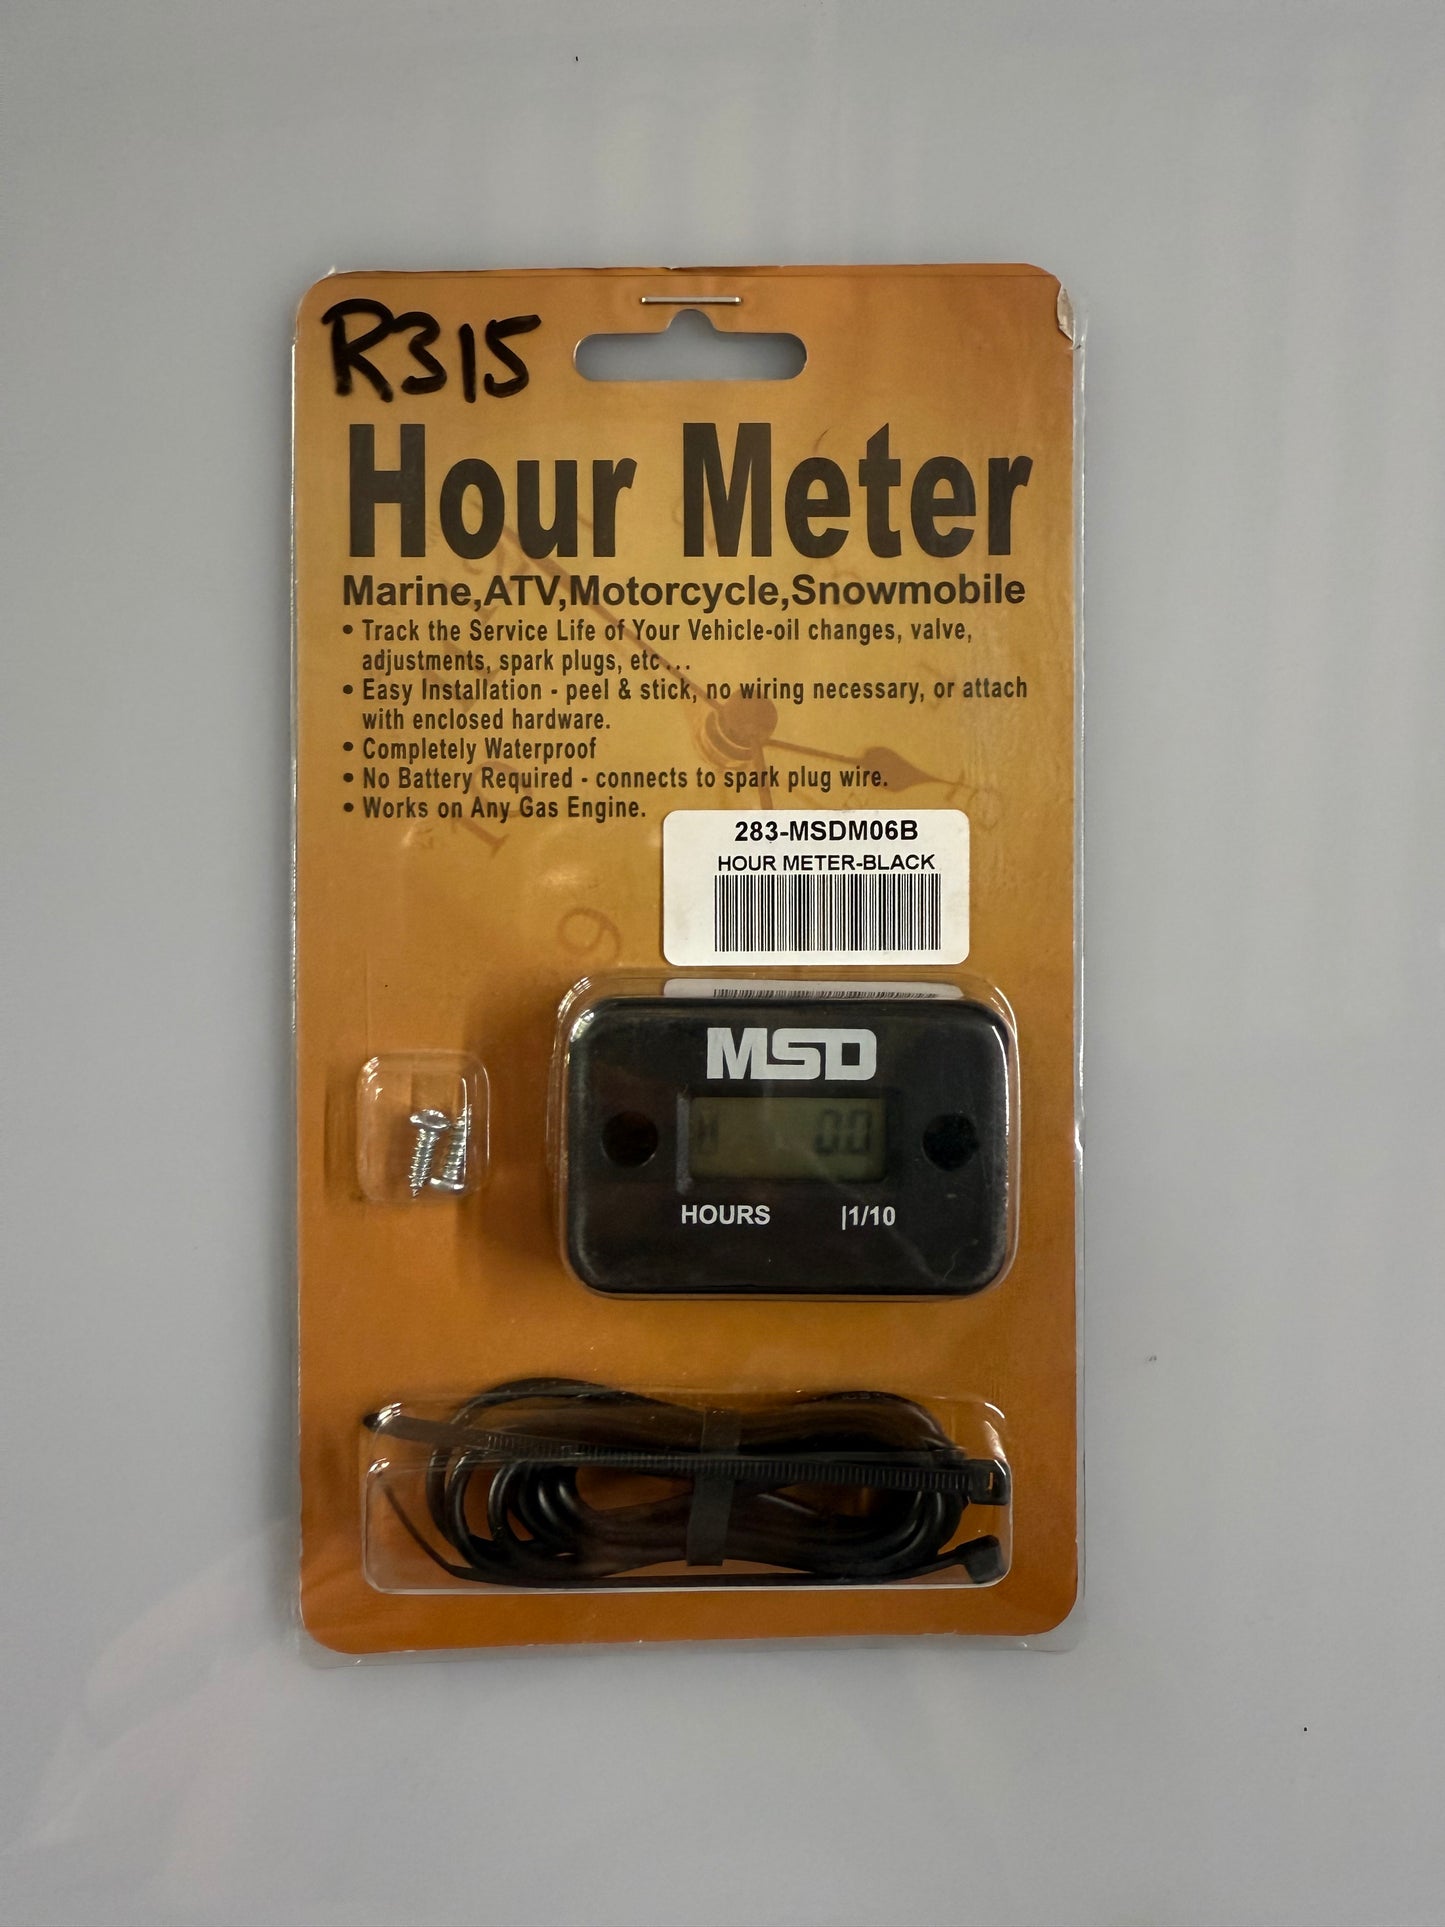 R315
Hour Meter
Marine,ATV,Motorcycle,Snowmobile
• Track the Service Life of Your Vehicle-oil changes, valve,
adjustments, spark plugs, etc...
• Easy Installation - peel & stick, no wiring necessary, or attach
with enclosed hardware.
• Completely Waterproof
• No Battery Required - connects to spark plug wire.
• Works on Any Gas Engine.
283-MSDM06B
HOUR METER-BLACK
9
MSD
H 00
HOURS |1/10